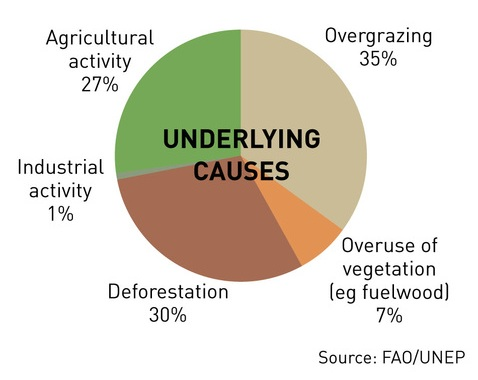 Agricultural
activity
27%
Overgrazing
35%
UNDERLYING
CAUSES
Industrial
activity
1%
Overuse of
vegetation
(eg fuelwood)
7%
Deforestation
30%
Source: FAO/UNEP